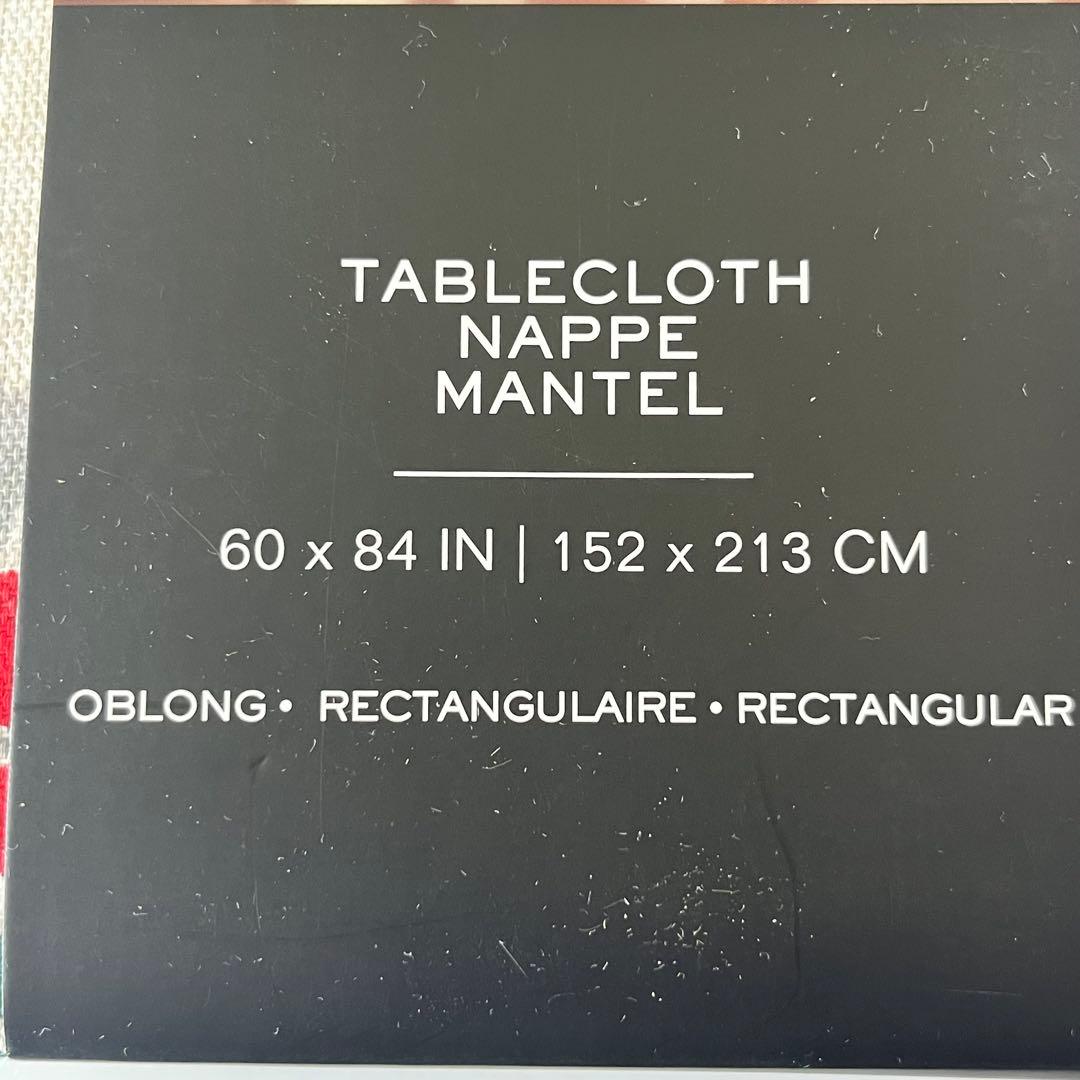 TABLECLOTH
NAPPE
MANTEL
60 x 84 IN | 152 x 213 CM
OBLONG • RECTANGULAIRE • RECTANGULAR